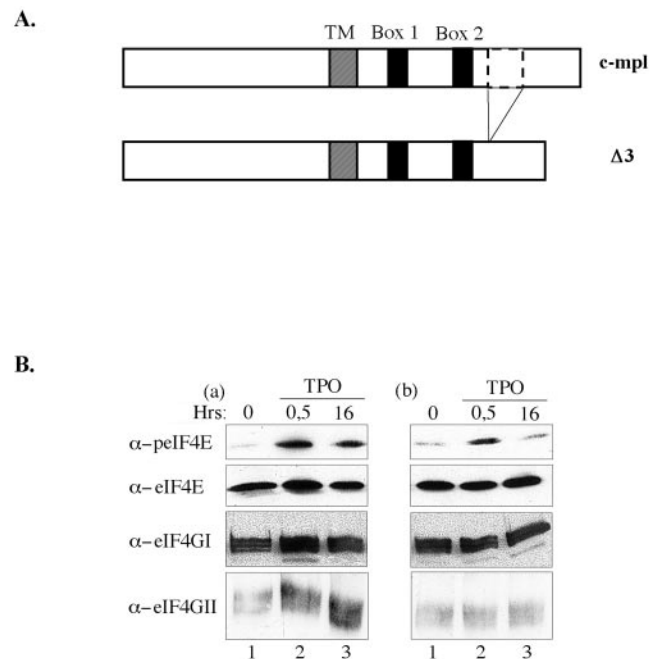 A.
TM Box 1 Box 2
c-mpl
Δ3
B.
(a) TPO (b) TPO
Hrs: 0 0,5 16 0 0,5 16
α-peIF4E
α-eIF4E
α-eIF4GI
α-eIF4GII
1 2 3 1 2 3